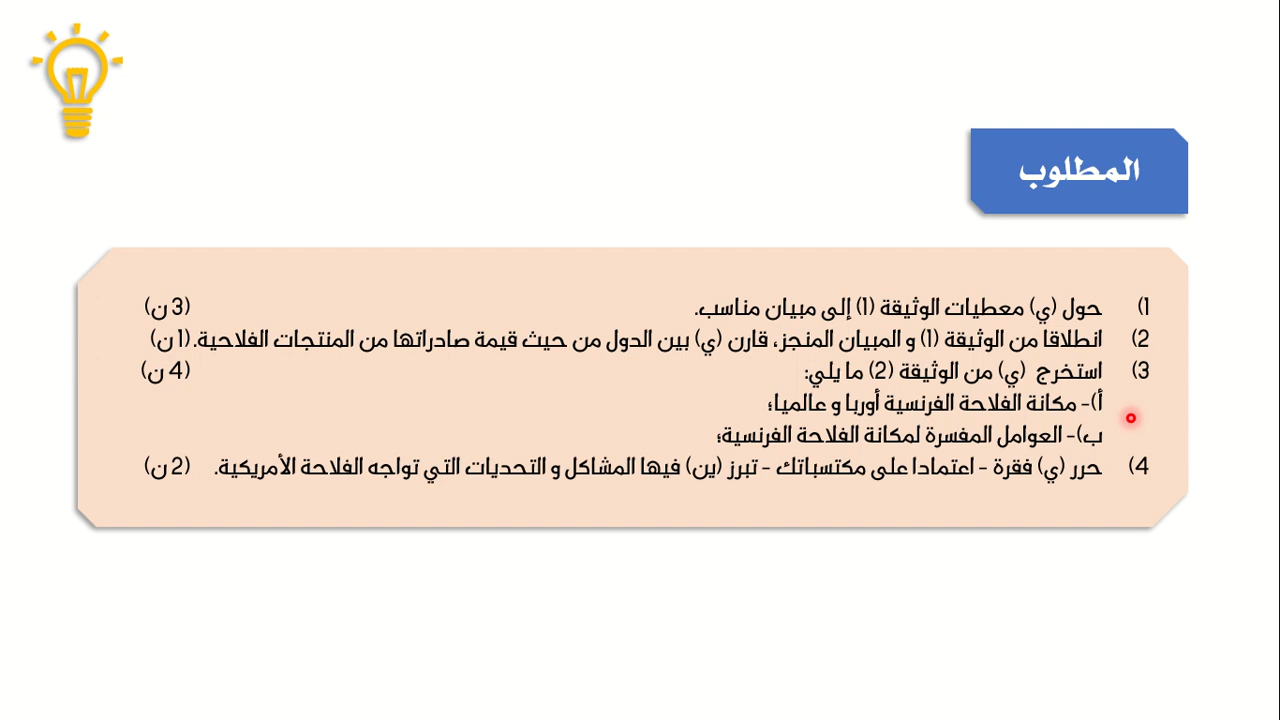 المطلوب
1) حول (ي) معطيات الوثيقة (1) إلى مبيان مناسب. (3 ن)
2) انطلاقا من الوثيقة (1) و المبيان المنجز، قارن (ي) بين الدول من حيث قيمة صادراتها من المنتجات الفلاحية. (1 ن)
3) استخرج (ي) من الوثيقة (2) ما يلي: (4 ن)
أ)- مكانة الفلاحة الفرنسية أوربا و عالميا؛
ب)- العوامل المفسرة لمكانة الفلاحة الفرنسية؛
4) حرر (ي) فقرة - اعتمادا على مكتسباتك - تبرز (ين) فيها المشاكل و التحديات التي تواجه الفلاحة الأمريكية. (2 ن)